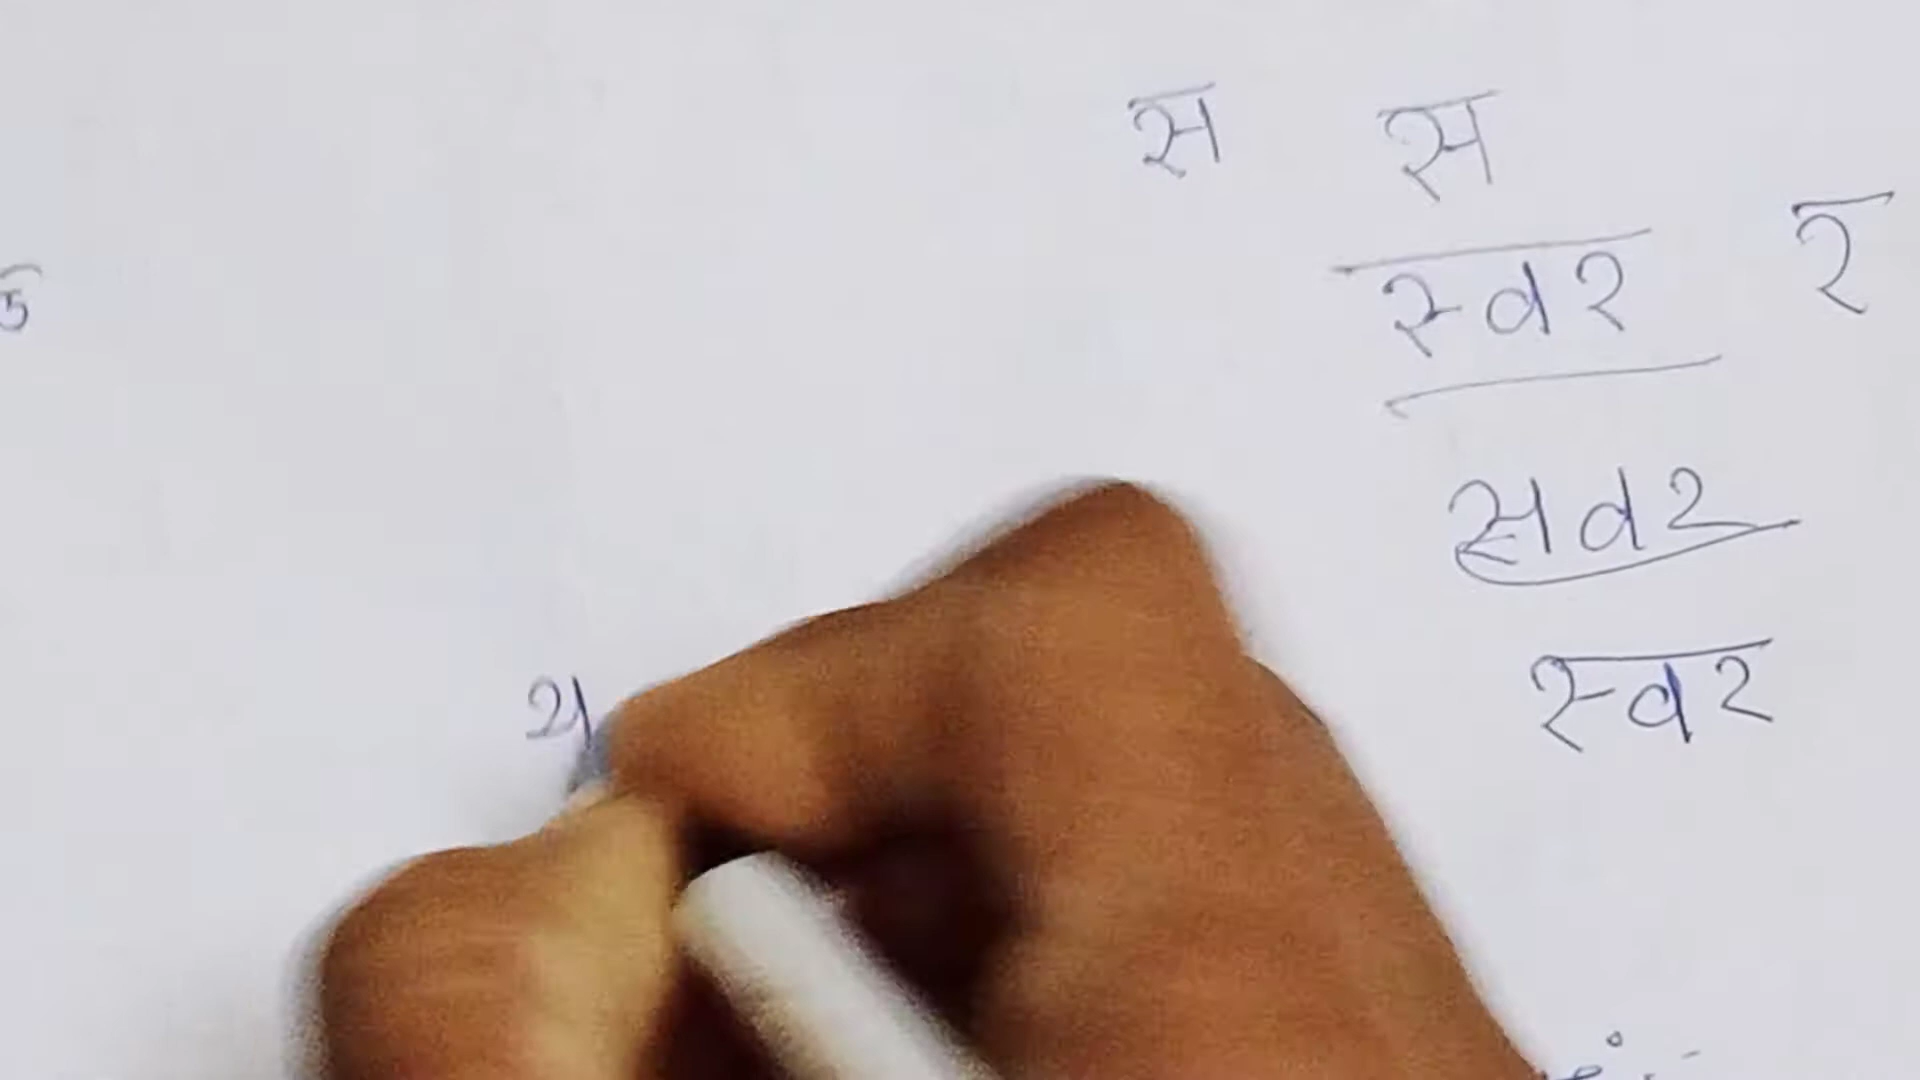 स स
स्वर र
सवर
स्वर
थ